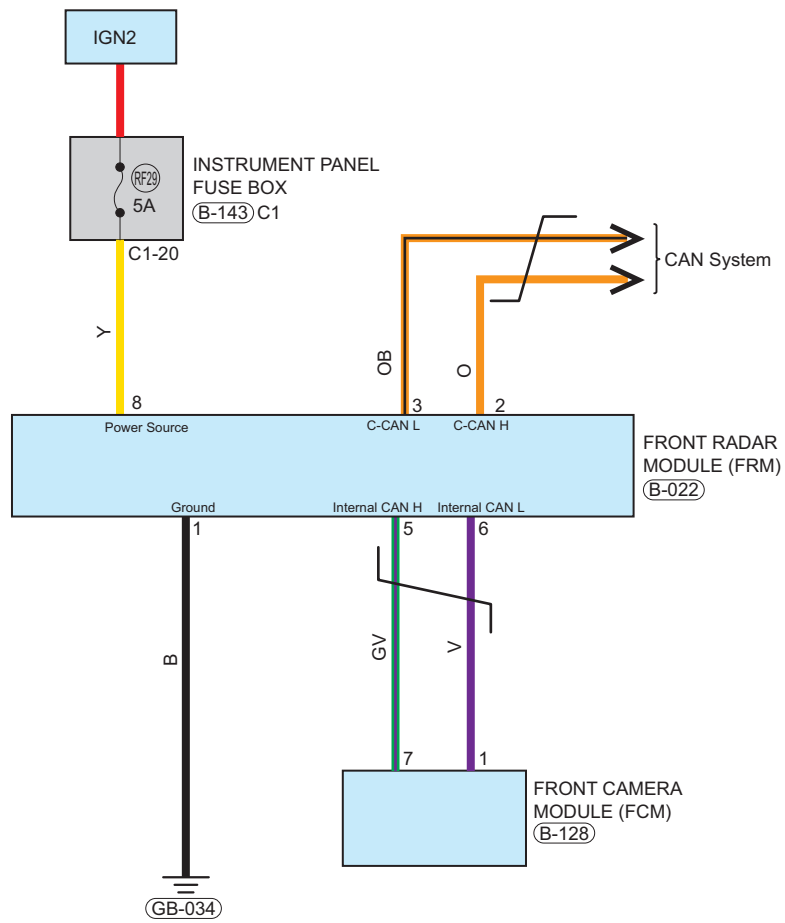 IGN2
RF29
5A
INSTRUMENT PANEL
FUSE BOX
B-143 C1
C1-20
CAN System
Y
OB
O
8
3
2
Power Source
C-CAN L
C-CAN H
FRONT RADAR
MODULE (FRM)
B-022
Ground
Internal CAN H
Internal CAN L
1
5
6
B
GV
V
7
1
FRONT CAMERA
MODULE (FCM)
B-128
GB-034